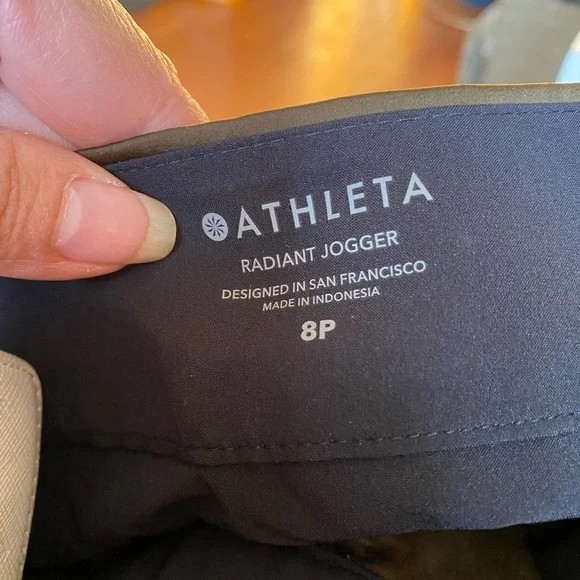 ATHLETA
RADIANT JOGGER
DESIGNED IN SAN FRANCISCO
MADE IN INDONESIA
8P